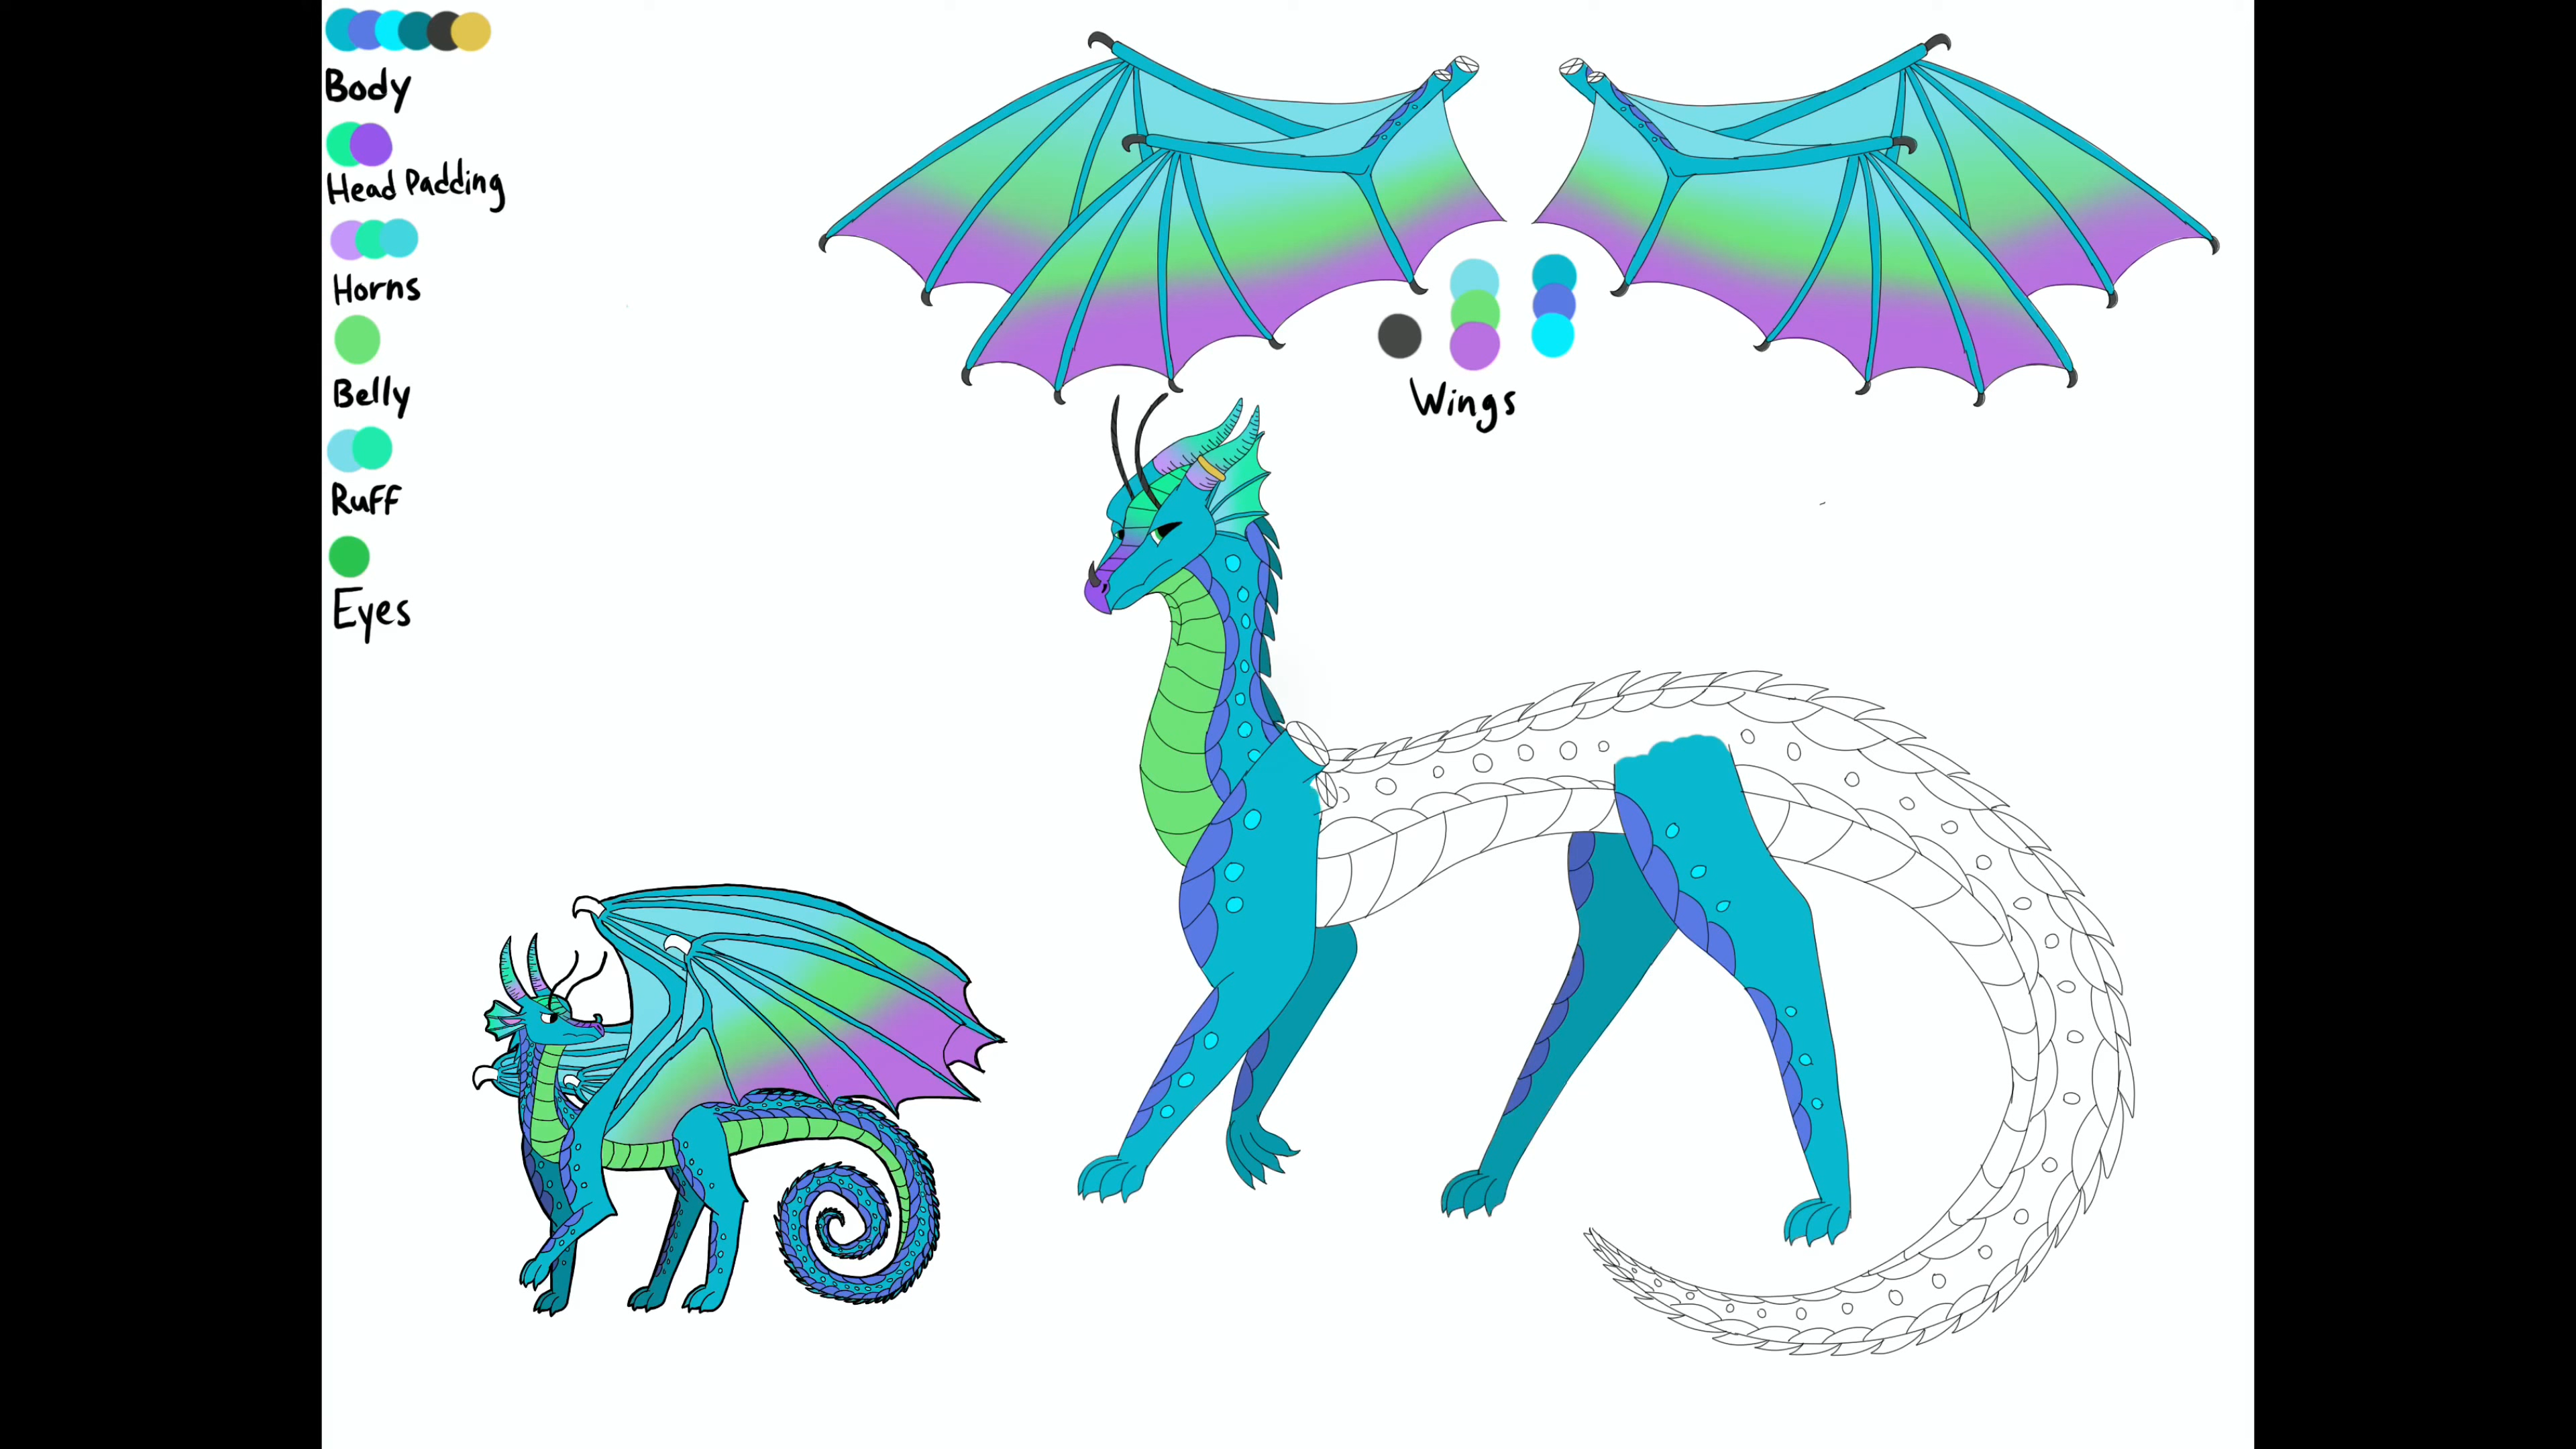 Body
Head Padding
Horns
Belly
Ruff
Eyes
Wings